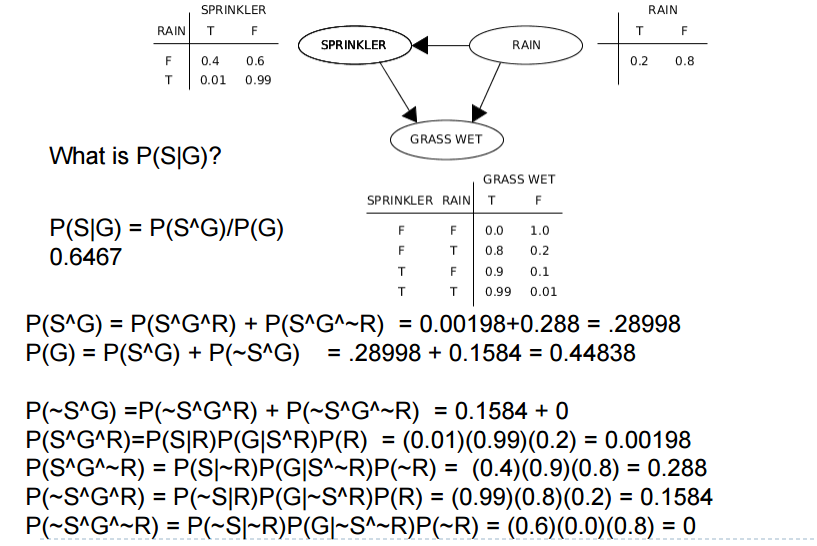 SPRINKLER
RAIN T F
F 0.4 0.6
T 0.01 0.99
SPRINKLER
RAIN
RAIN
T F
0.2 0.8
GRASS WET
What is P(S|G)?
GRASS WET
SPRINKLER RAIN T F
F F 0.0 1.0
F T 0.8 0.2
T F 0.9 0.1
T T 0.99 0.01
P(S|G) = P(S^G)/P(G)
0.6467
P(S^G) = P(S^G^R) + P(S^G^~R) = 0.00198+0.288 = .28998
P(G) = P(S^G) + P(~S^G) = .28998 + 0.1584 = 0.44838
P(~S^G) =P(~S^G^R) + P(~S^G^~R) = 0.1584 + 0
P(S^G^R)=P(S|R)P(G|S^R)P(R) = (0.01)(0.99)(0.2) = 0.00198
P(S^G^~R) = P(S|~R)P(G|S^~R)P(~R) = (0.4)(0.9)(0.8) = 0.288
P(~S^G^R) = P(~S|R)P(G|~S^R)P(R) = (0.99)(0.8)(0.2) = 0.1584
P(~S^G^~R) = P(~S|~R)P(G|~S^~R)P(~R) = (0.6)(0.0)(0.8) = 0